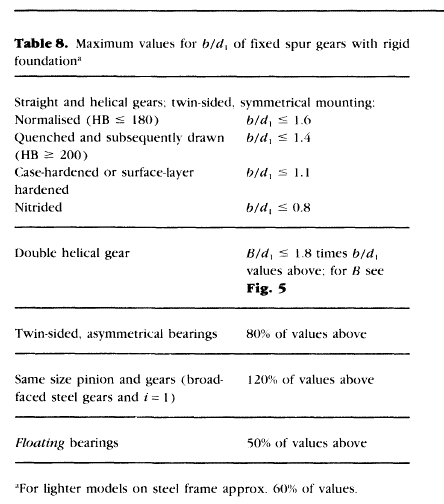 Table 8. Maximum values for b/d₁ of fixed spur gears with rigid
foundationᵃ
Straight and helical gears; twin-sided, symmetrical mounting:
Normalised (HB ≤ 180) b/d₁ ≤ 1.6
Quenched and subsequently drawn b/d₁ ≤ 1.4
(HB ≥ 200)
Case-hardened or surface-layer b/d₁ ≤ 1.1
hardened
Nitrided b/d₁ ≤ 0.8
Double helical gear B/d₁ ≤ 1.8 times b/d₁
values above; for B see
Fig. 5
Twin-sided, asymmetrical bearings 80% of values above
Same size pinion and gears (broad- 120% of values above
faced steel gears and i = 1)
Floating bearings 50% of values above
ᵃFor lighter models on steel frame approx. 60% of values.